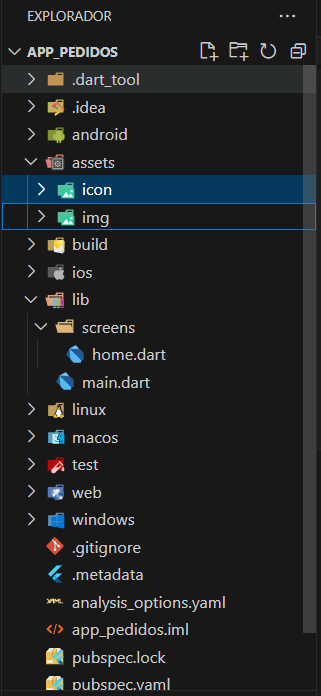 EXPLORADOR
APP_PEDIDOS
.dart_tool
.idea
android
assets
icon
img
build
ios
lib
screens
home.dart
main.dart
linux
macos
test
web
windows
.gitignore
.metadata
YAML analysis_options.yaml
app_pedidos.iml
pubspec.lock
pubspec.yaml